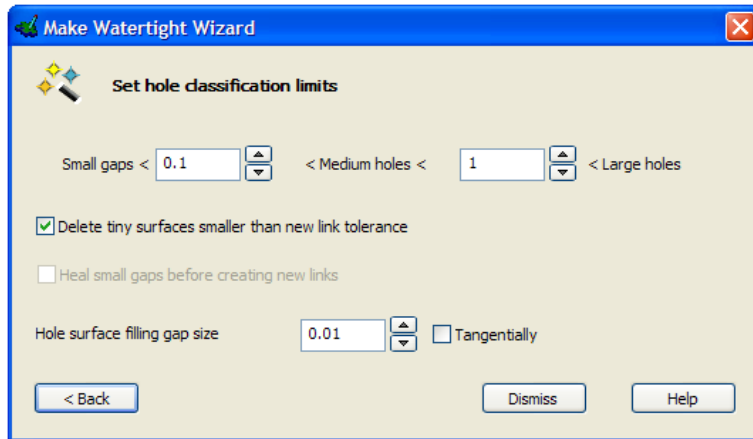 Make Watertight Wizard
Set hole classification limits
Small gaps < 0.1 < Medium holes < 1 < Large holes
Delete tiny surfaces smaller than new link tolerance
Heal small gaps before creating new links
Hole surface filling gap size 0.01 Tangentially
< Back Dismiss Help